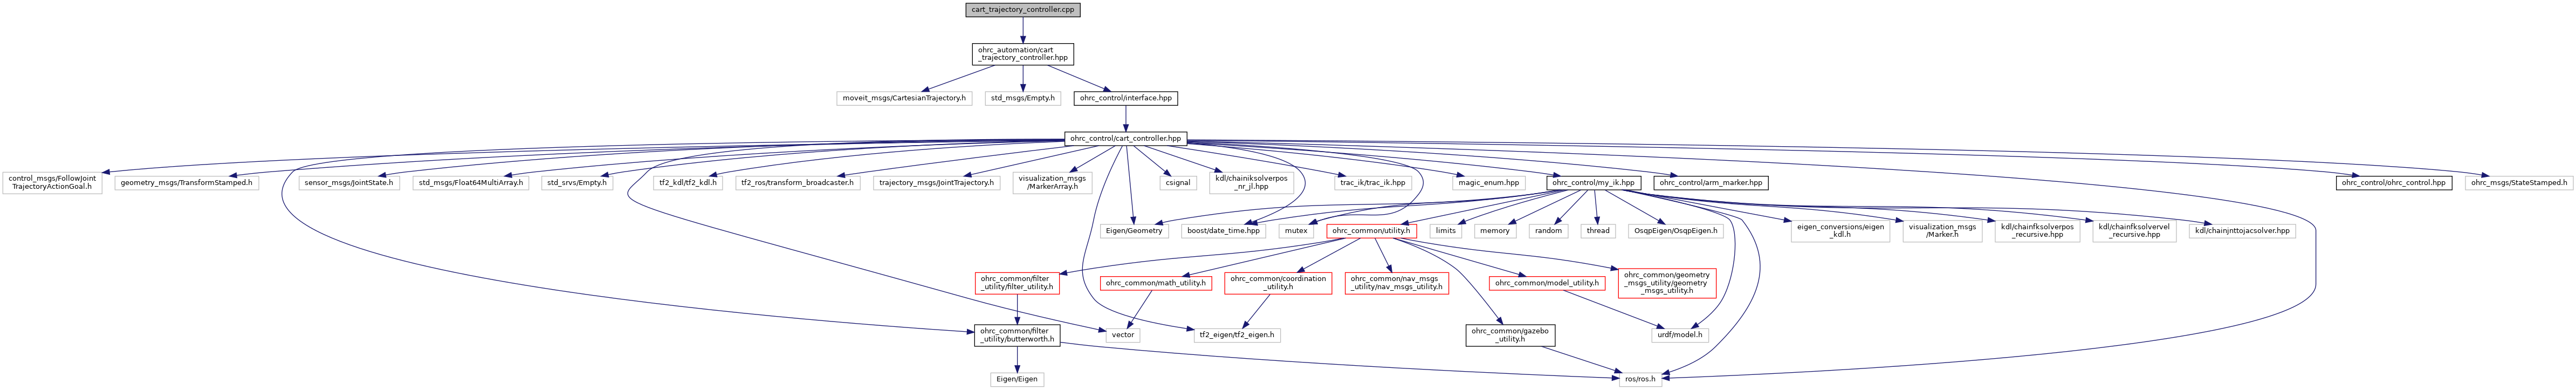 cart_trajectory_controller.cpp
ohrc_automation/cart
_trajectory_controller.hpp
moveit_msgs/CartesianTrajectory.h
std_msgs/Empty.h
ohrc_control/interface.hpp
ohrc_control/cart_controller.hpp
control_msgs/FollowJoint
TrajectoryActionGoal.h
geometry_msgs/TransformStamped.h
sensor_msgs/JointState.h
std_msgs/Float64MultiArray.h
std_srvs/Empty.h
tf2_kdl/tf2_kdl.h
tf2_ros/transform_broadcaster.h
trajectory_msgs/JointTrajectory.h
visualization_msgs
/MarkerArray.h
csignal
kdl/chainiksolverpos
_nr_jl.hpp
trac_ik/trac_ik.hpp
magic_enum.hpp
ohrc_control/my_ik.hpp
ohrc_control/arm_marker.hpp
ohrc_control/ohrc_control.hpp
ohrc_msgs/StateStamped.h
Eigen/Geometry
boost/date_time.hpp
mutex
ohrc_common/utility.h
limits
memory
random
thread
OsqpEigen/OsqpEigen.h
eigen_conversions/eigen
_kdl.h
visualization_msgs
/Marker.h
kdl/chainfksolverpos
_recursive.hpp
kdl/chainfksolvervel
_recursive.hpp
kdl/chainjnttojacsolver.hpp
ohrc_common/filter
_utility/filter_utility.h
ohrc_common/math_utility.h
ohrc_common/coordination
_utility.h
ohrc_common/nav_msgs
_utility/nav_msgs_utility.h
ohrc_common/model_utility.h
ohrc_common/geometry
_msgs_utility/geometry
_msgs_utility.h
ohrc_common/filter
_utility/butterworth.h
vector
tf2_eigen/tf2_eigen.h
ohrc_common/gazebo
_utility.h
urdf/model.h
Eigen/Eigen
ros/ros.h